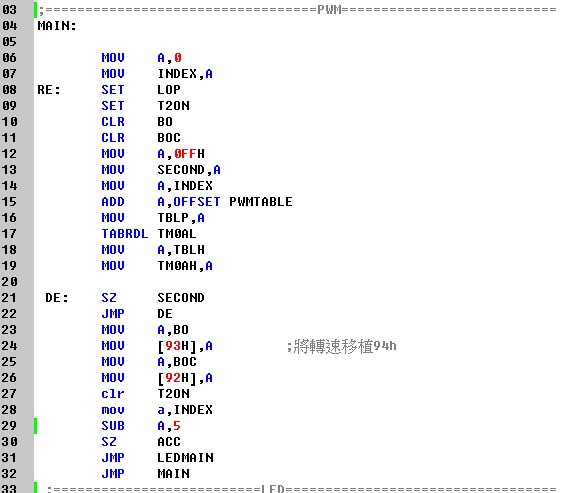 03 ;==================================PWM===========================
04 MAIN:
05
06 MOV A,0
07 MOV INDEX,A
08 RE: SET LOP
09 SET T2ON
10 CLR BO
11 CLR BOC
12 MOV A,0FFH
13 MOV SECOND,A
14 MOV A,INDEX
15 ADD A,OFFSET PWMTABLE
16 MOV TBLP,A
17 TABRDL TM0AL
18 MOV A,TBLH
19 MOV TM0AH,A
20
21 DE: SZ SECOND
22 JMP DE
23 MOV A,BO
24 MOV [93H],A ;將轉速移植94h
25 MOV A,BOC
26 MOV [92H],A
27 clr T2ON
28 mov a,INDEX
29 SUB A,5
30 SZ ACC
31 JMP LEDMAIN
32 JMP MAIN
33 ;==========================LED===========================